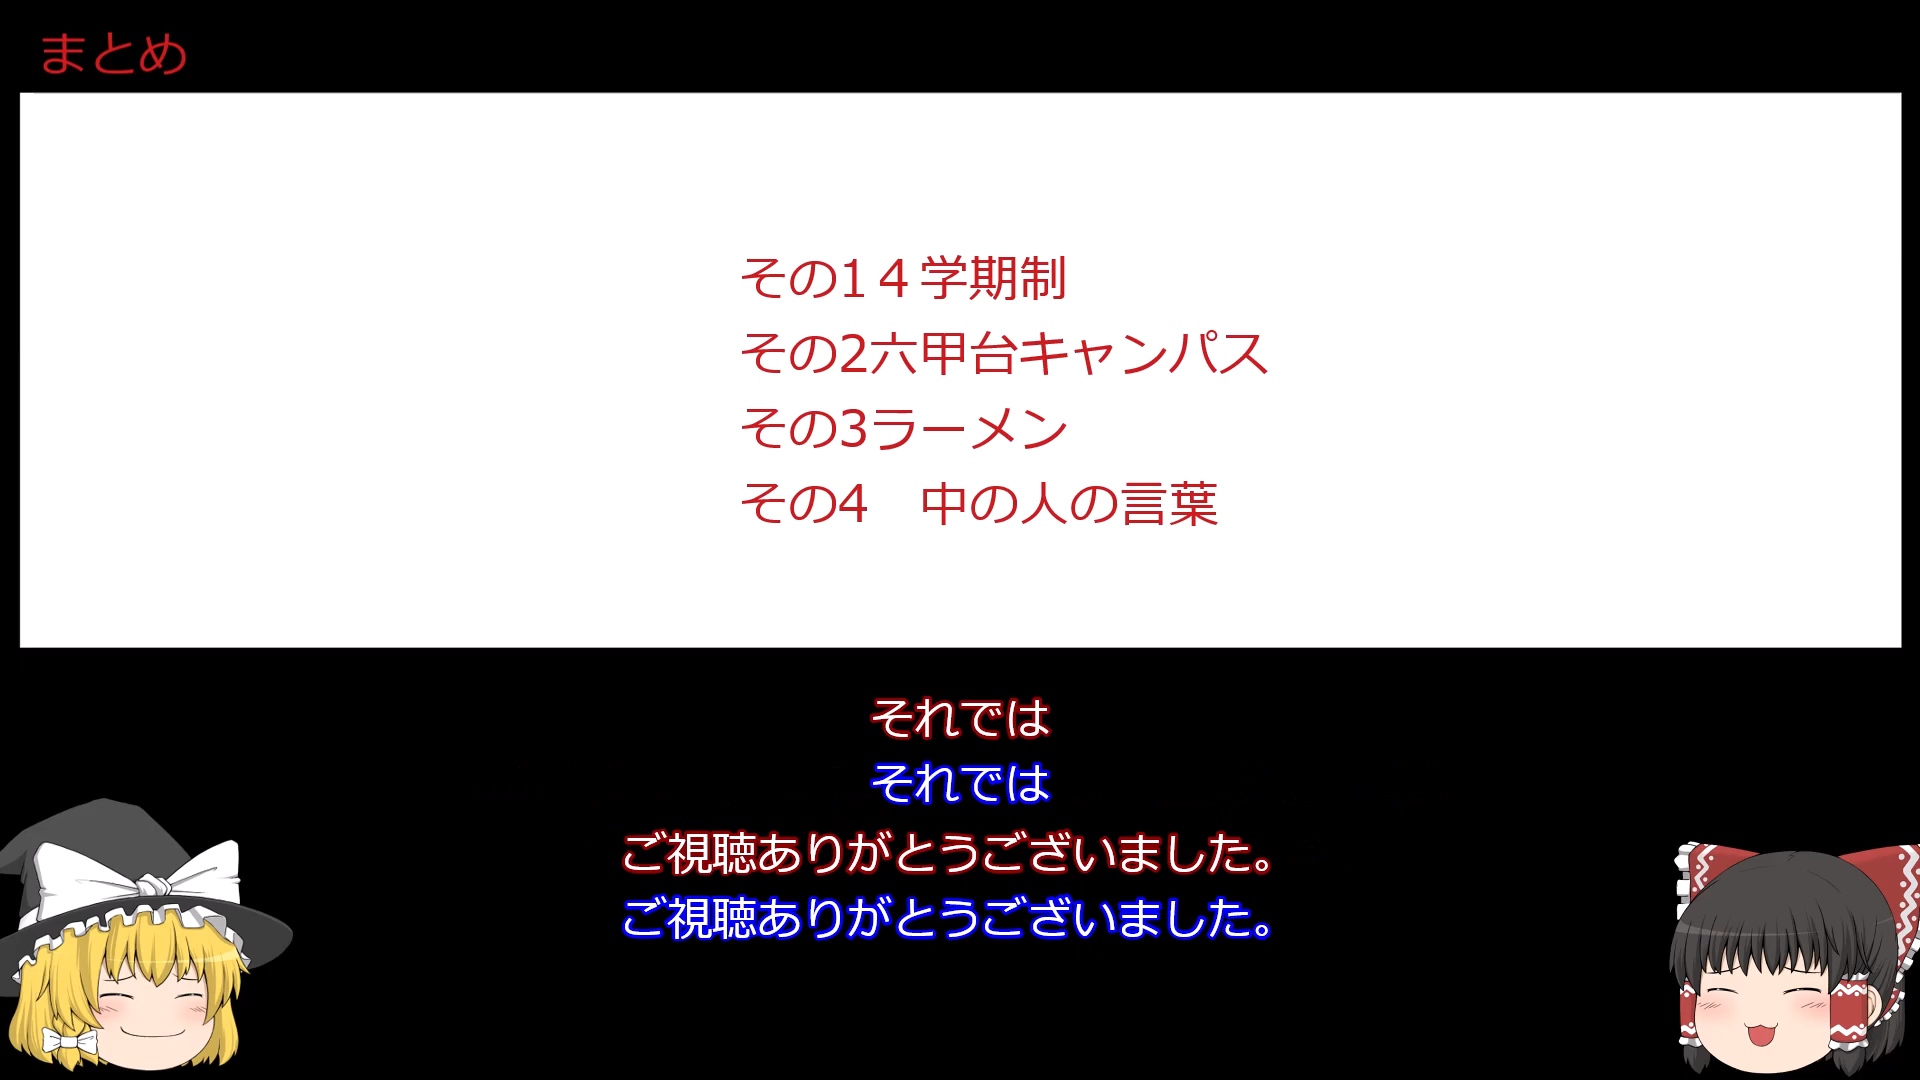 まとめ
その1４学期制
その2六甲台キャンパス
その3ラーメン
その4　中の人の言葉
それでは
それでは
ご視聴ありがとうございました。
ご視聴ありがとうございました。